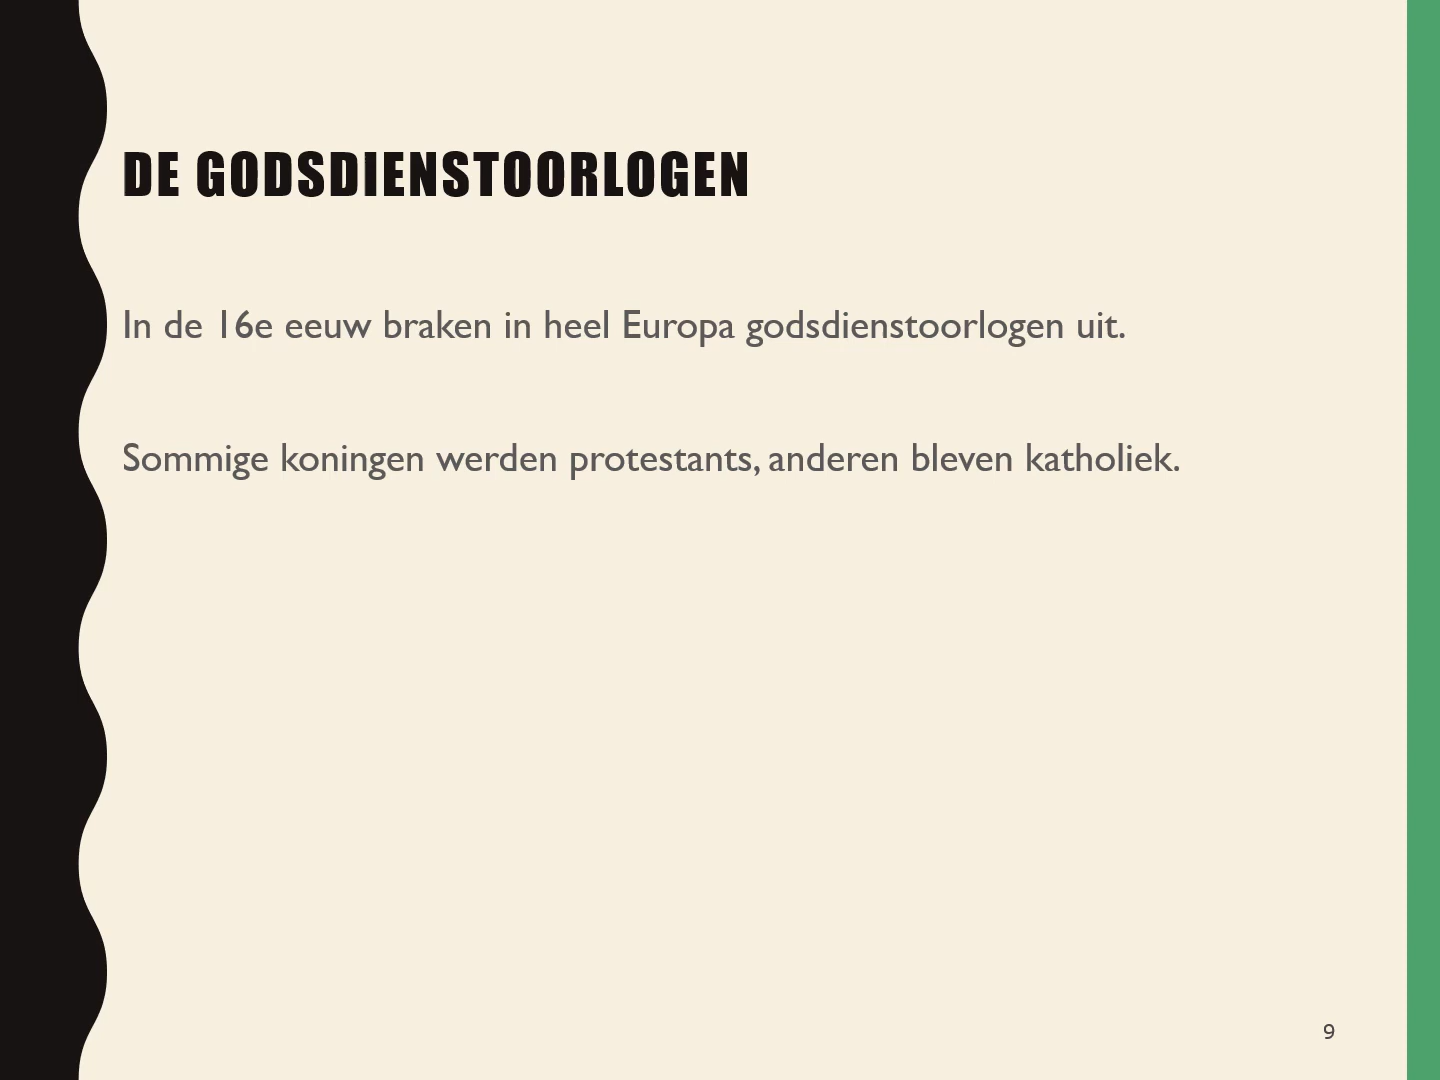 DE GODSDIENSTOORLOGEN
In de 16e eeuw braken in heel Europa godsdienstoorlogen uit.
Sommige koningen werden protestants, anderen bleven katholiek.
9